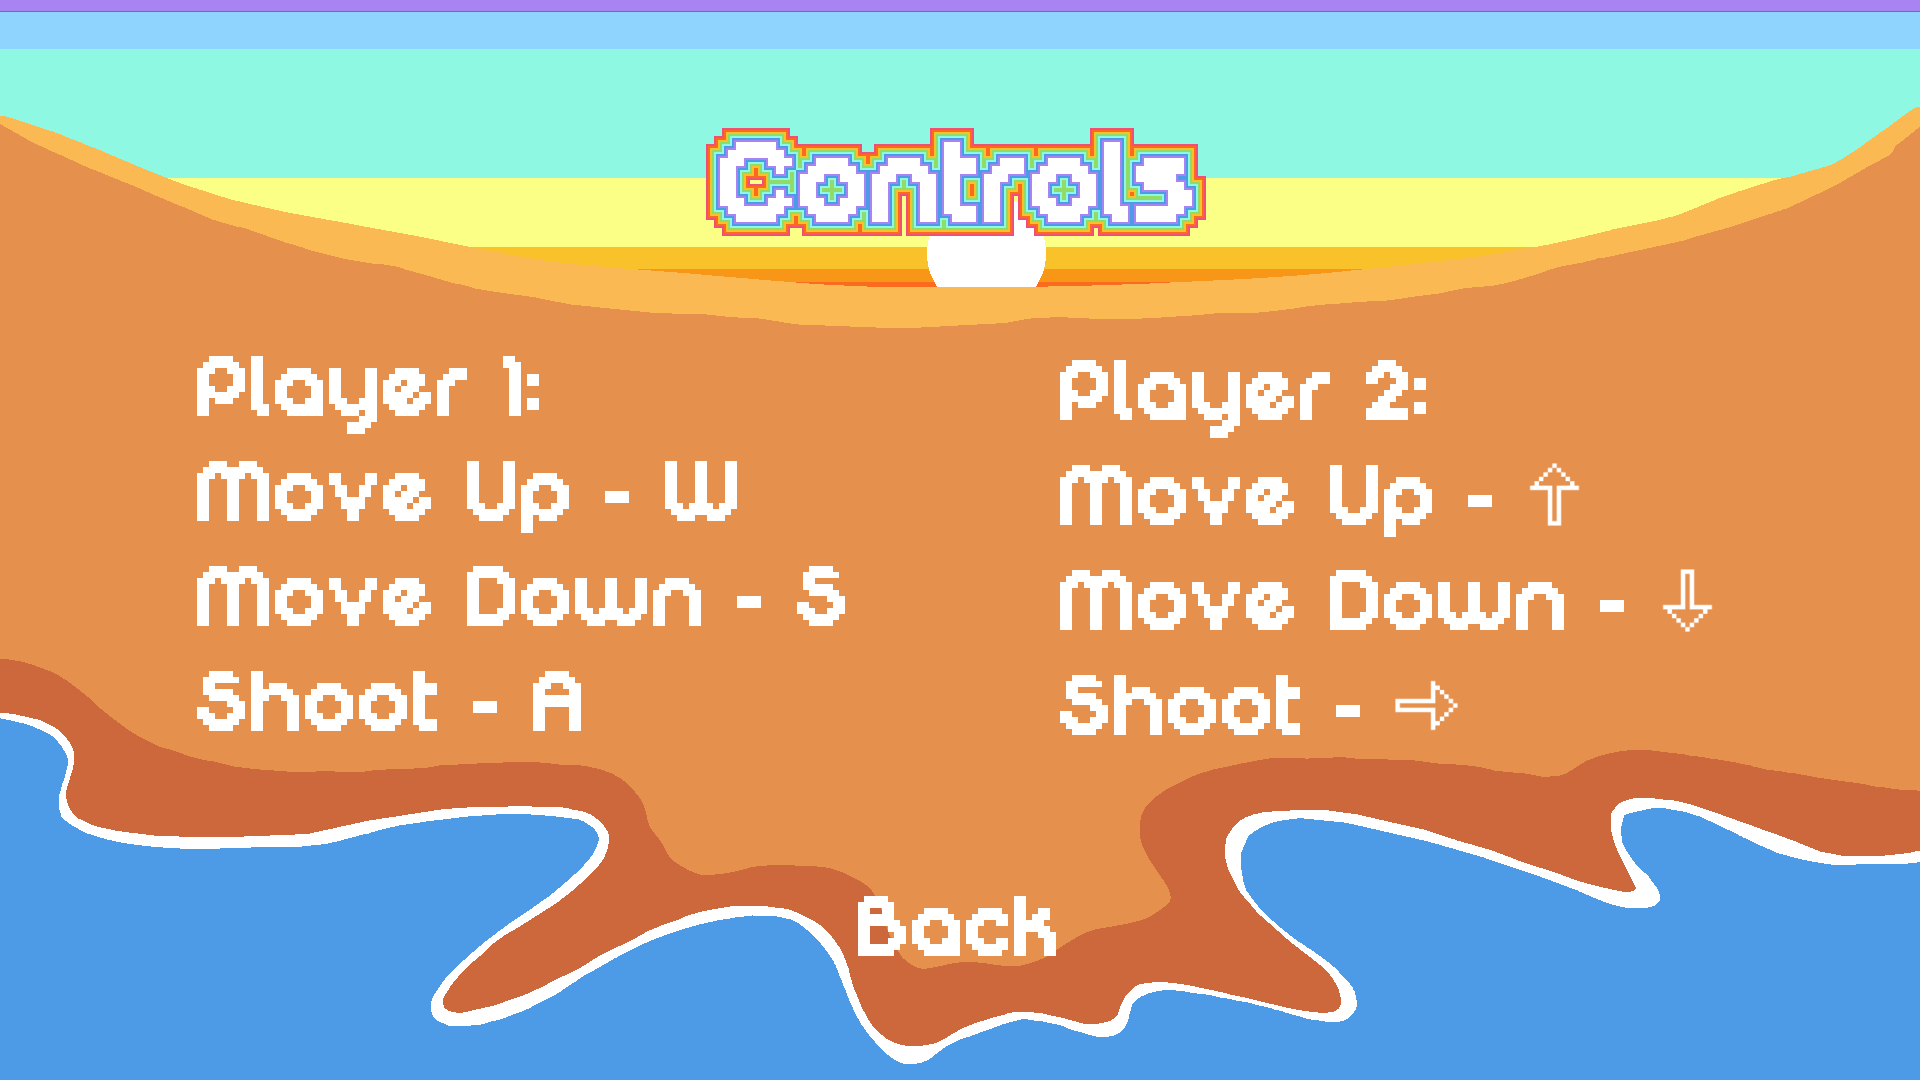 Controls
Player 1:
Move Up - W
Move Down - S
Shoot - A
Player 2:
Move Up - ⇧
Move Down - ⇩
Shoot - ⇨
Back